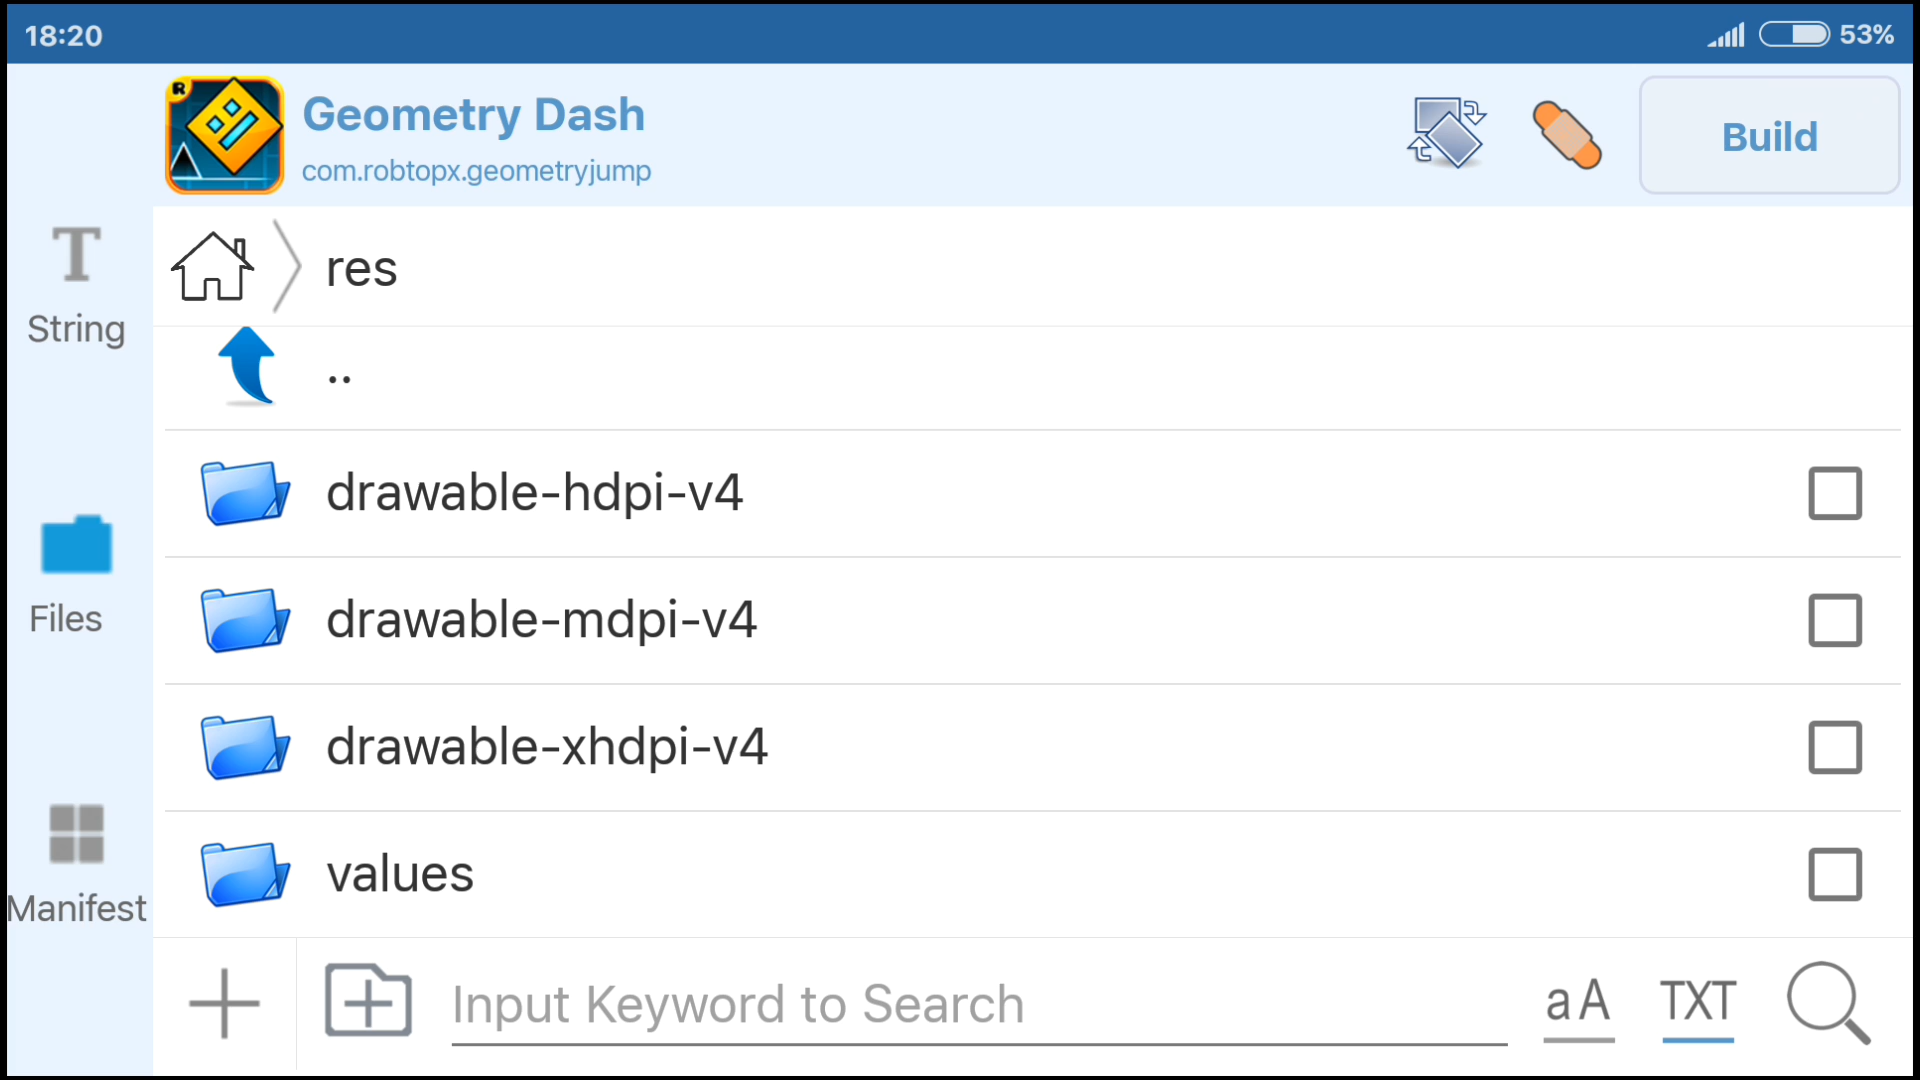 18:20
53%
R
Geometry Dash
com.robtopx.geometryjump
Build
res
String
..
drawable-hdpi-v4
Files
drawable-mdpi-v4
drawable-xhdpi-v4
Manifest
values
Input Keyword to Search
aA
TXT